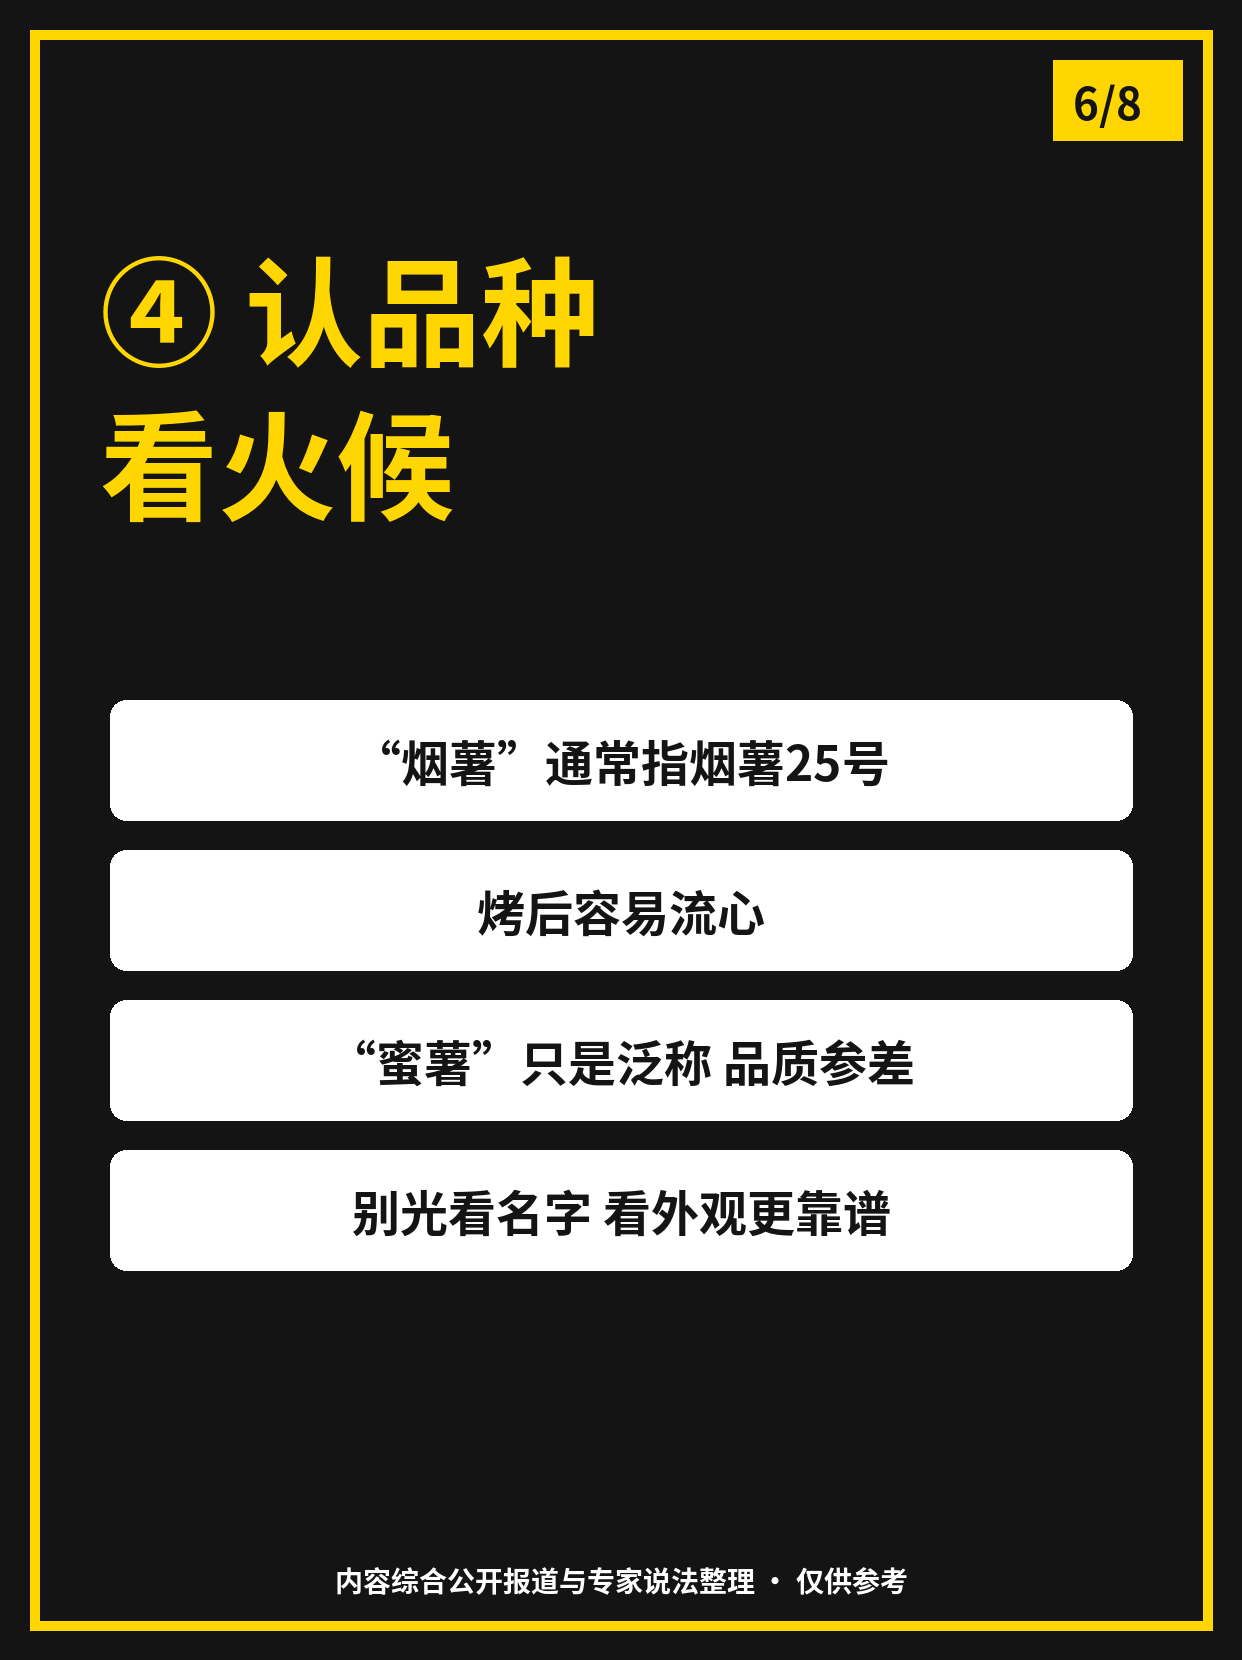 6/8
④ 认品种
看火候
“烟薯”通常指烟薯25号
烤后容易流心
“蜜薯”只是泛称 品质参差
别光看名字 看外观更靠谱
内容综合公开报道与专家说法整理 · 仅供参考